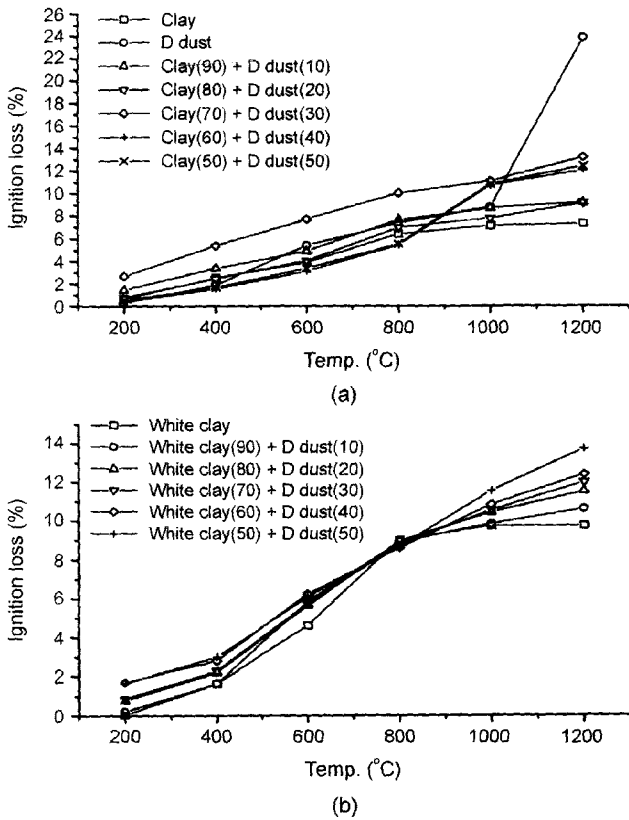 26
24
22
20
18
16
14
12
10
8
6
4
2
0
Ignition loss (%)
Clay
D dust
Clay(90) + D dust(10)
Clay(80) + D dust(20)
Clay(70) + D dust(30)
Clay(60) + D dust(40)
Clay(50) + D dust(50)
200 400 600 800 1000 1200
Temp. (°C)
(a)
14
12
10
8
6
4
2
0
Ignition loss (%)
White clay
White clay(90) + D dust(10)
White clay(80) + D dust(20)
White clay(70) + D dust(30)
White clay(60) + D dust(40)
White clay(50) + D dust(50)
200 400 600 800 1000 1200
Temp. (°C)
(b)